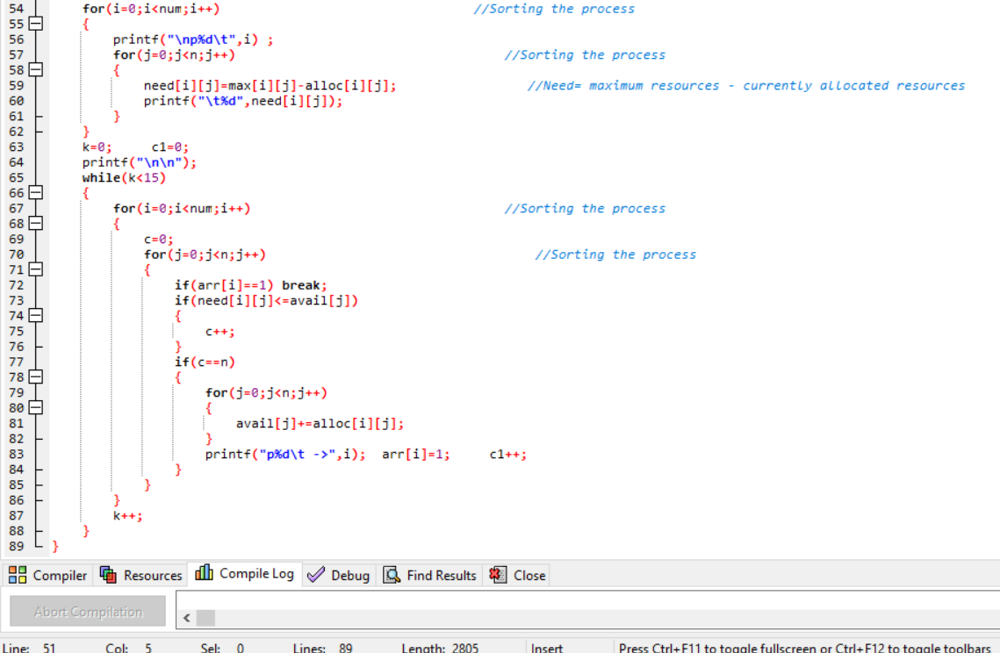 54 for(i=0;i<num;i++) //Sorting the process
55 {
56 printf("\np%d\t",i) ;
57 for(j=0;j<n;j++) //Sorting the process
58 {
59 need[i][j]=max[i][j]-alloc[i][j]; //Need= maximum resources - currently allocated resources
60 printf("\t%d",need[i][j]);
61 }
62 }
63 k=0; c1=0;
64 printf("\n\n");
65 while(k<15)
66 {
67 for(i=0;i<num;i++) //Sorting the process
68 {
69 c=0;
70 for(j=0;j<n;j++) //Sorting the process
71 {
72 if(arr[i]==1) break;
73 if(need[i][j]<=avail[j])
74 {
75 c++;
76 }
77 if(c==n)
78 {
79 for(j=0;j<n;j++)
80 {
81 avail[j]+=alloc[i][j];
82 }
83 printf("p%d\t ->",i); arr[i]=1; c1++;
84 }
85 }
86 }
87 k++;
88 }
89 }
Compiler Resources Compile Log Debug Find Results Close
Abort Compilation
Line: 51 Col: 5 Sel: 0 Lines: 89 Length: 2805 Insert Press Ctrl+F11 to toggle fullscreen or Ctrl+F12 to toggle toolbars